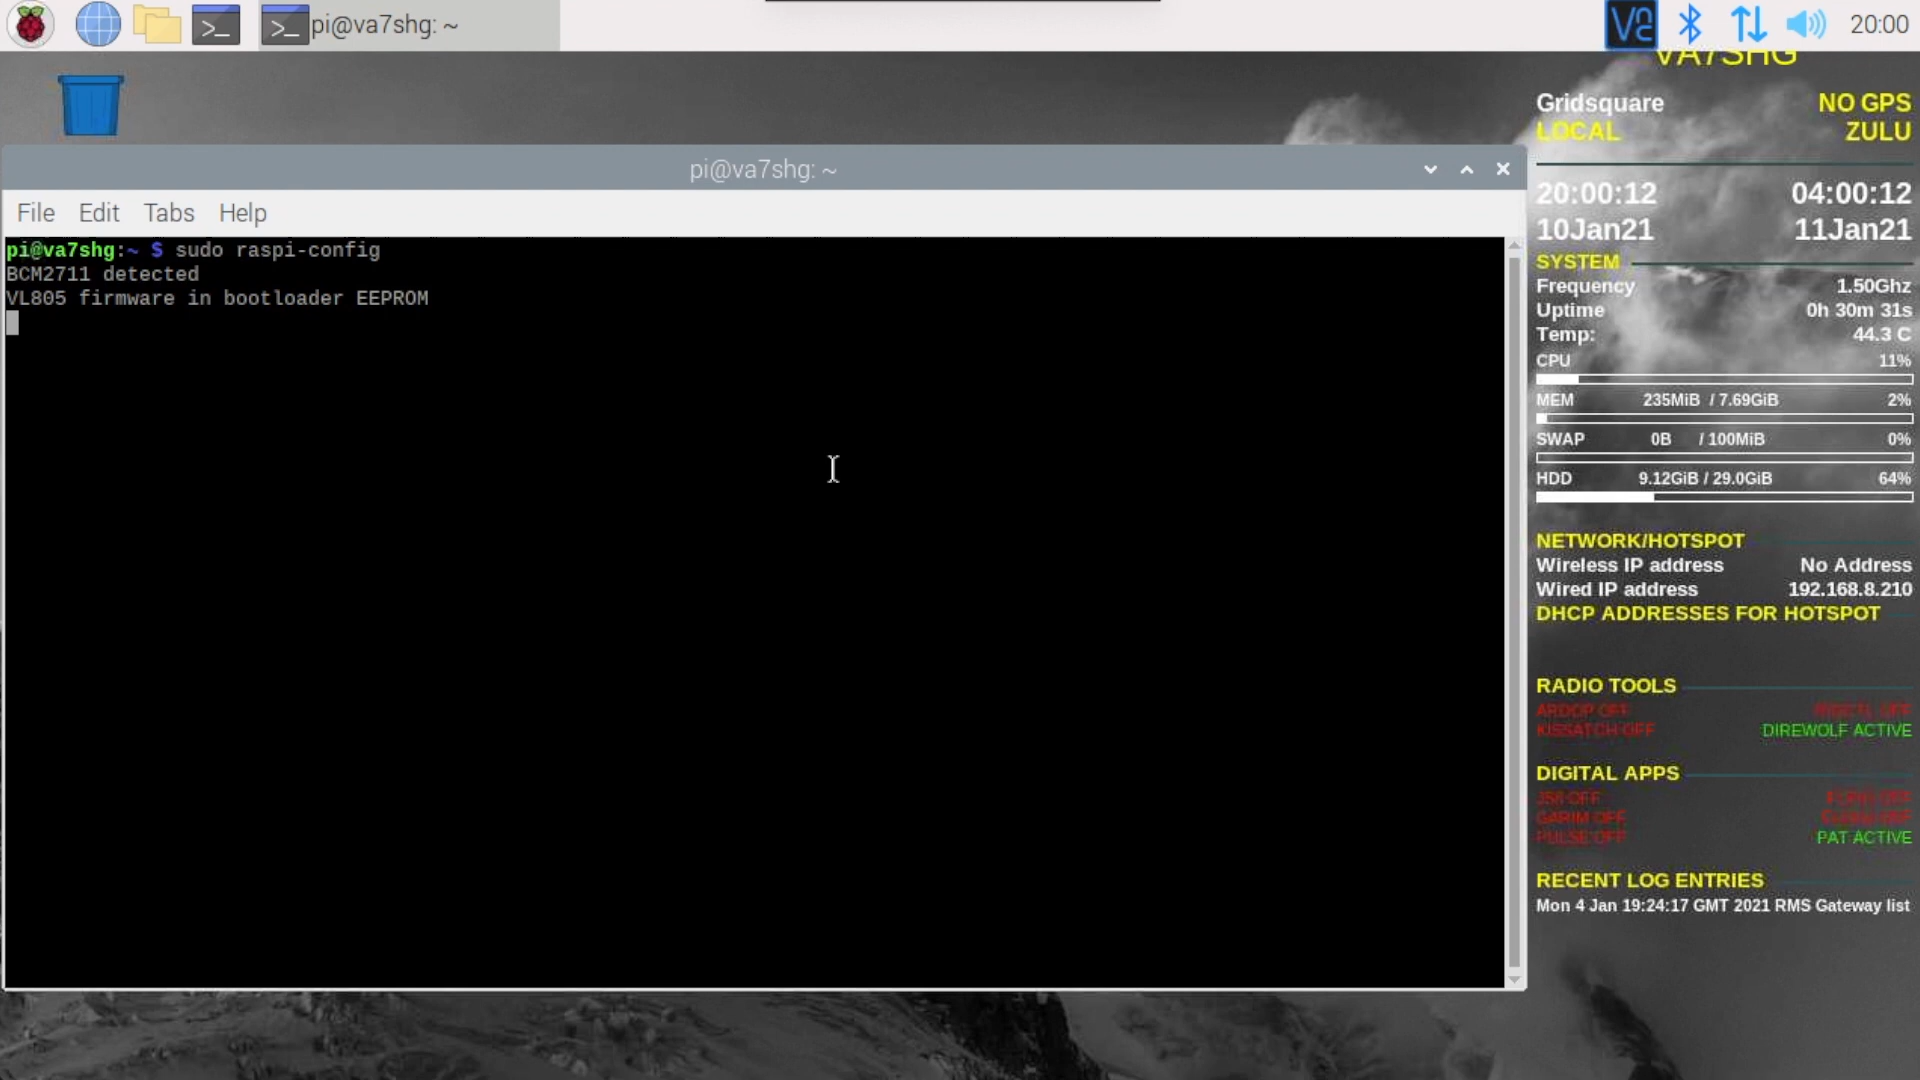 pi@va7shg: ~
20:00
VA7SHG
Gridsquare NO GPS
LOCAL ZULU
pi@va7shg: ~
20:00:12 04:00:12
10Jan21 11Jan21
File Edit Tabs Help
pi@va7shg:~ $ sudo raspi-config
BCM2711 detected
VL805 firmware in bootloader EEPROM
SYSTEM
Frequency 1.50Ghz
Uptime 0h 30m 31s
Temp: 44.3 C
CPU 11%
MEM 235MiB / 7.69GiB 2%
SWAP 0B / 100MiB 0%
HDD 9.12GiB / 29.0GiB 64%
NETWORK/HOTSPOT
Wireless IP address No Address
Wired IP address 192.168.8.210
DHCP ADDRESSES FOR HOTSPOT
RADIO TOOLS
ARDOP OFF
KISSATCH OFF DIREWOLF ACTIVE
DIGITAL APPS
JS8 OFF
GARIM OFF
PULSE OFF PAT ACTIVE
RECENT LOG ENTRIES
Mon 4 Jan 19:24:17 GMT 2021 RMS Gateway list